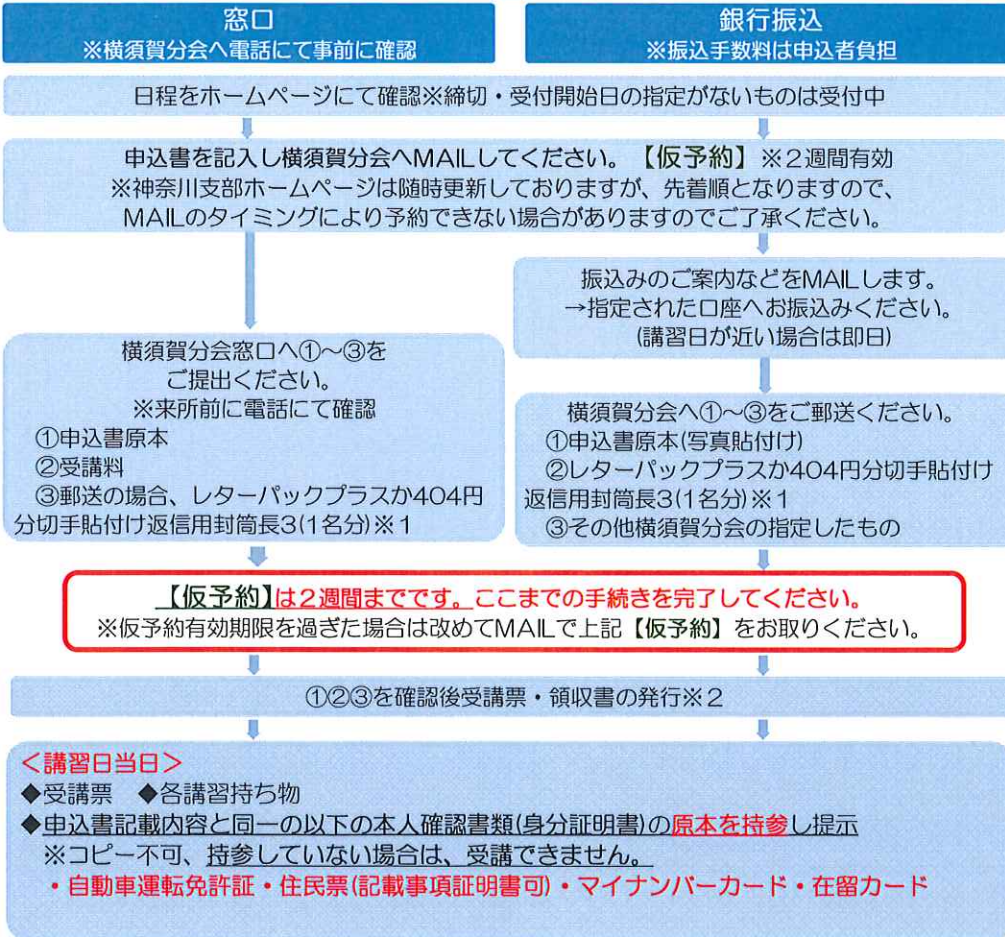 窓口
※横須賀分会へ電話にて事前に確認
銀行振込
※振込手数料は申込者負担
日程をホームページにて確認※締切・受付開始日の指定がないものは受付中
申込書を記入し横須賀分会へMAILしてください。【仮予約】※2週間有効
※神奈川支部ホームページは随時更新しておりますが、先着順となりますので、
MAILのタイミングにより予約できない場合がありますのでご了承ください。
振込みのご案内などをMAILします。
→指定された口座へお振込みください。
(講習日が近い場合は即日)
横須賀分会窓口へ①～③を
ご提出ください。
※来所前に電話にて確認
①申込書原本
②受講料
③郵送の場合、レターパックプラスか404円
分切手貼付け返信用封筒長3(1名分)※1
横須賀分会へ①～③をご郵送ください。
①申込書原本(写真貼付け)
②レターパックプラスか404円分切手貼付け
返信用封筒長3(1名分)※1
③その他横須賀分会の指定したもの
【仮予約】は2週間までです。ここまでの手続きを完了してください。
※仮予約有効期限を過ぎた場合は改めてMAILで上記【仮予約】をお取りください。
①②③を確認後受講票・領収書の発行※2
＜講習日当日＞
◆受講票 ◆各講習持ち物
◆申込書記載内容と同一の以下の本人確認書類(身分証明書)の原本を持参し提示
※コピー不可、持参していない場合は、受講できません。
・自動車運転免許証・住民票(記載事項証明書可)・マイナンバーカード・在留カード